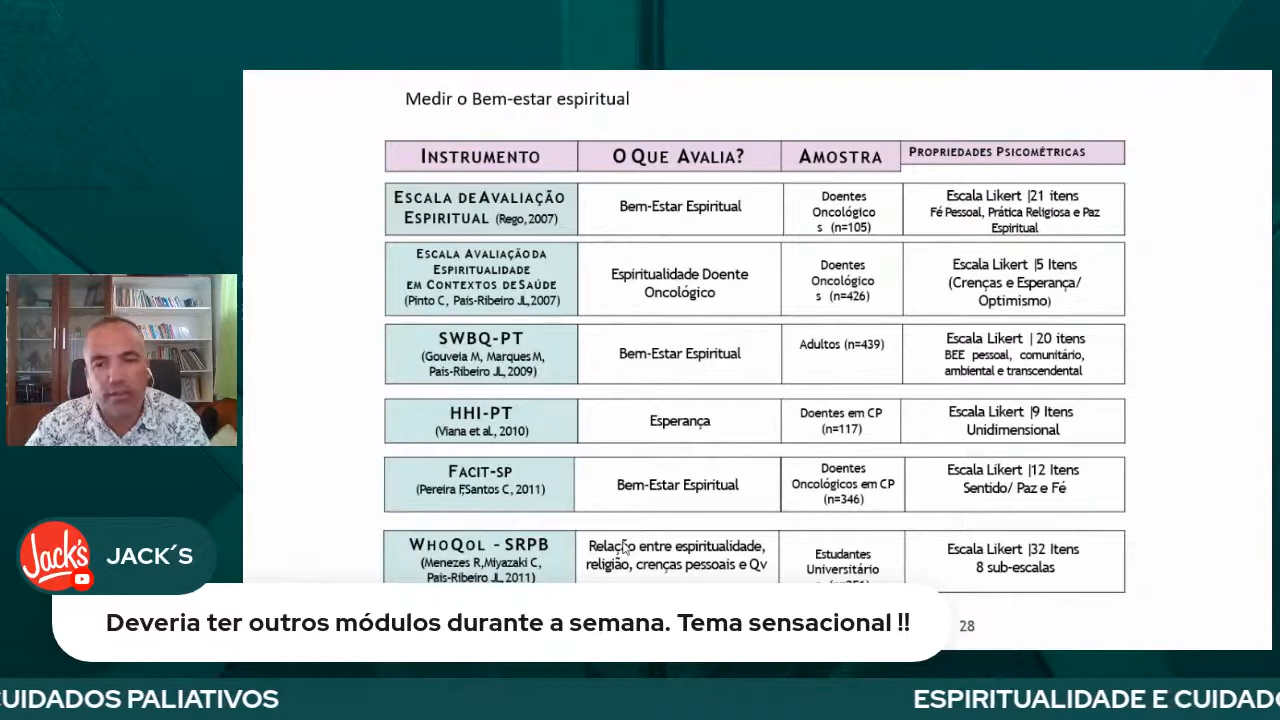 Medir o Bem-estar espiritual
INSTRUMENTO
O QUE AVALIA?
AMOSTRA
PROPRIEDADES PSICOMÉTRICAS
ESCALA DE AVALIAÇÃO
ESPIRITUAL (Rego, 2007)
Bem-Estar Espiritual
Doentes
Oncológico
s (n=105)
Escala Likert |21 itens
Fé Pessoal, Prática Religiosa e Paz
Espiritual
ESCALA AVALIAÇÃO DA
ESPIRITUALIDADE
EM CONTEXTOS DE SAÚDE
(Pinto C, Pais-Ribeiro JL, 2007)
Espiritualidade Doente
Oncológico
Doentes
Oncológico
s (n=426)
Escala Likert |5 Itens
(Crenças e Esperança/
Optimismo)
SWBQ-PT
(Gouveia M, Marques M,
Pais-Ribeiro JL, 2009)
Bem-Estar Espiritual
Adultos (n=439)
Escala Likert | 20 itens
BEE pessoal, comunitário,
ambiental e transcendental
HHI-PT
(Viana et al, 2010)
Esperança
Doentes em CP
(n=117)
Escala Likert |9 Itens
Unidimensional
FACIT-SP
(Pereira F,Santos C, 2011)
Bem-Estar Espiritual
Doentes
Oncológicos em CP
(n=346)
Escala Likert |12 Itens
Sentido/ Paz e Fé
WHOQOL - SRPB
(Menezes R,Miyazaki C,
Pais-Ribeiro JL, 2011)
Relação entre espiritualidade,
religião, crenças pessoais e Qv
Estudantes
Universitário
Escala Likert |32 Itens
8 sub-escalas
Jack's
JACK´S
Deveria ter outros módulos durante a semana. Tema sensacional !!
28
CUIDADOS PALIATIVOS
ESPIRITUALIDADE E CUIDADO